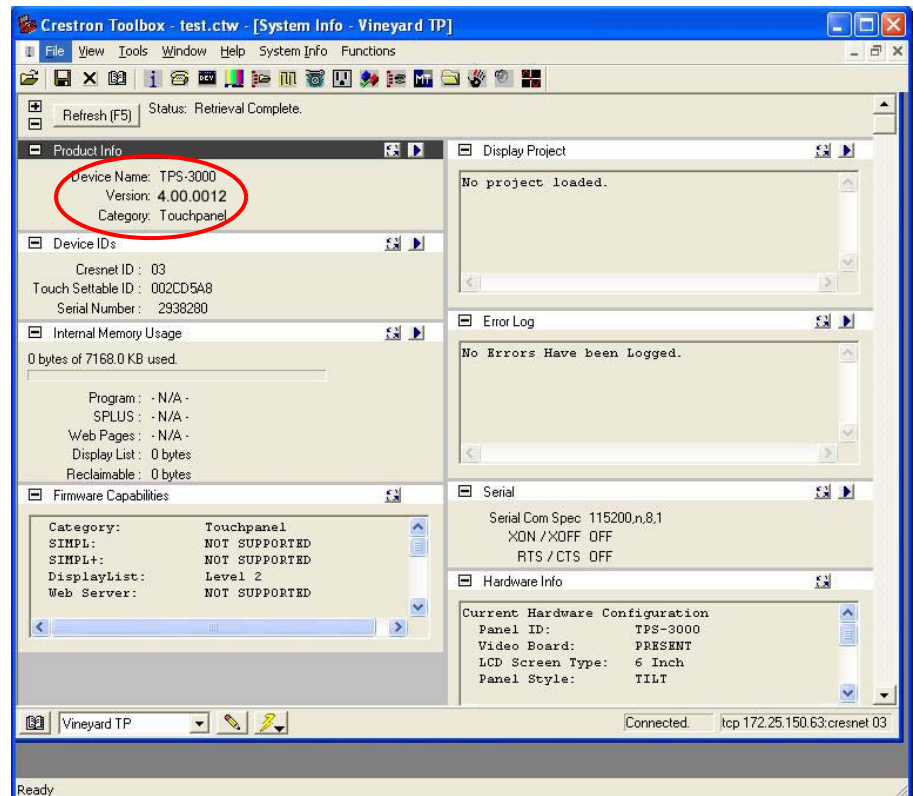 Crestron Toolbox - test.ctw - [System Info - Vineyard TP]
File View Tools Window Help System Info Functions
Refresh (F5) Status: Retrieval Complete.
Product Info
Device Name: TPS-3000
Version: 4.00.0012
Category: Touchpanel
Device IDs
Cresnet ID : 03
Touch Settable ID : 002CD5A8
Serial Number : 2938280
Internal Memory Usage
0 bytes of 7168.0 KB used.
Program : - N/A -
SPLUS : - N/A -
Web Pages : - N/A -
Display List : 0 bytes
Reclaimable : 0 bytes
Firmware Capabilities
Category: Touchpanel
SIMPL: NOT SUPPORTED
SIMPL+: NOT SUPPORTED
DisplayList: Level 2
Web Server: NOT SUPPORTED
Display Project
No project loaded.
Error Log
No Errors Have been Logged.
Serial
Serial Com Spec 115200,n,8,1
XON / XOFF OFF
RTS / CTS OFF
Hardware Info
Current Hardware Configuration
Panel ID: TPS-3000
Video Board: PRESENT
LCD Screen Type: 6 Inch
Panel Style: TILT
Vineyard TP Connected. tcp 172.25.150.63:cresnet 03
Ready